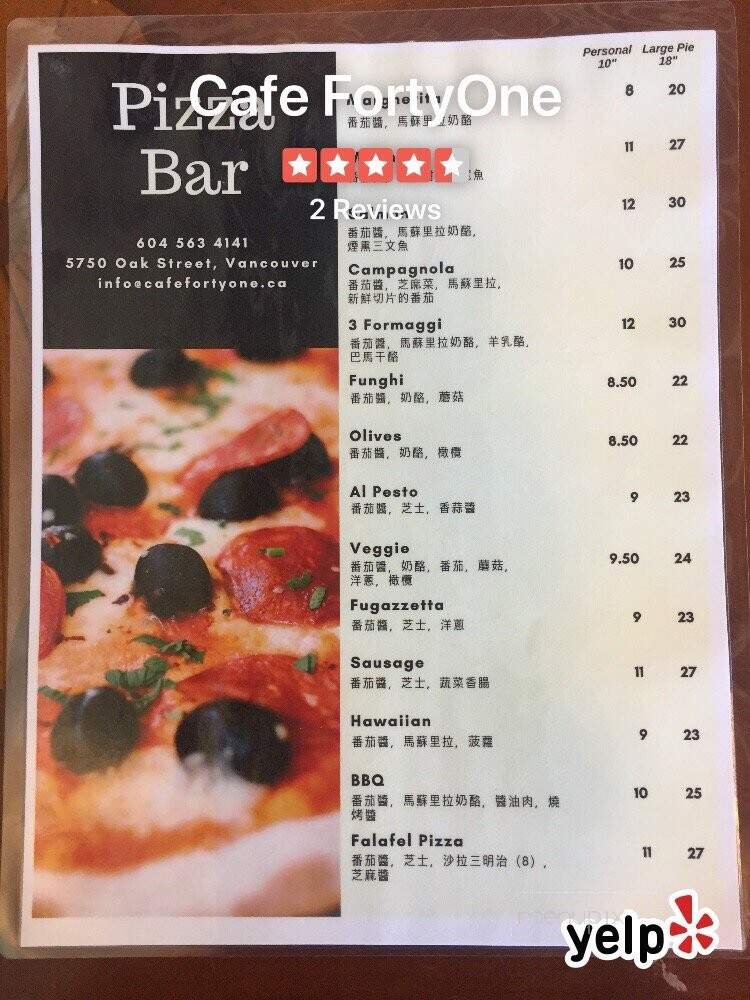 Cafe FortyOne
2 Reviews
Pizza
Bar
604 563 4141
5750 Oak Street, Vancouver
info@cafefortyone.ca
Personal Large Pie
10" 18"
Margherita 8 20
番茄醬, 馬蘇里拉奶酪
11 27
12 30
番茄醬, 馬蘇里拉奶酪,
煙熏三文魚
Campagnola 10 25
番茄醬, 芝麻菜, 馬蘇里拉,
新鮮切片的番茄
3 Formaggi 12 30
番茄醬, 馬蘇里拉奶酪, 羊乳酪,
巴馬干酪
Funghi 8.50 22
番茄醬, 奶酪, 蘑菇
Olives 8.50 22
番茄醬, 奶酪, 橄欖
Al Pesto 9 23
番茄醬, 芝士, 香蒜醬
Veggie 9.50 24
番茄醬, 奶酪, 番茄, 蘑菇,
洋蔥, 橄欖
Fugazzetta 9 23
番茄醬, 芝士, 洋蔥
Sausage 11 27
番茄醬, 芝士, 蔬菜香腸
Hawaiian 9 23
番茄醬, 馬蘇里拉, 菠蘿
BBQ 10 25
番茄醬, 馬蘇里拉奶酪, 醬油肉, 燒
烤醬
Falafel Pizza 11 27
番茄醬, 芝士, 沙拉三明治 (8) ,
芝麻醬
yelp